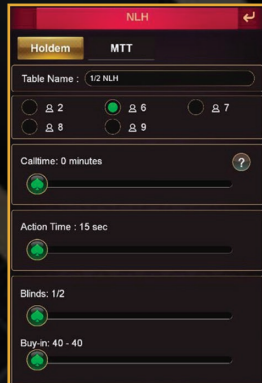 NLH
Holdem MTT
Table Name : 1/2 NLH
2 6 7
8 9
Calltime: 0 minutes ?
Action Time : 15 sec
Blinds: 1/2
Buy-in: 40 - 40